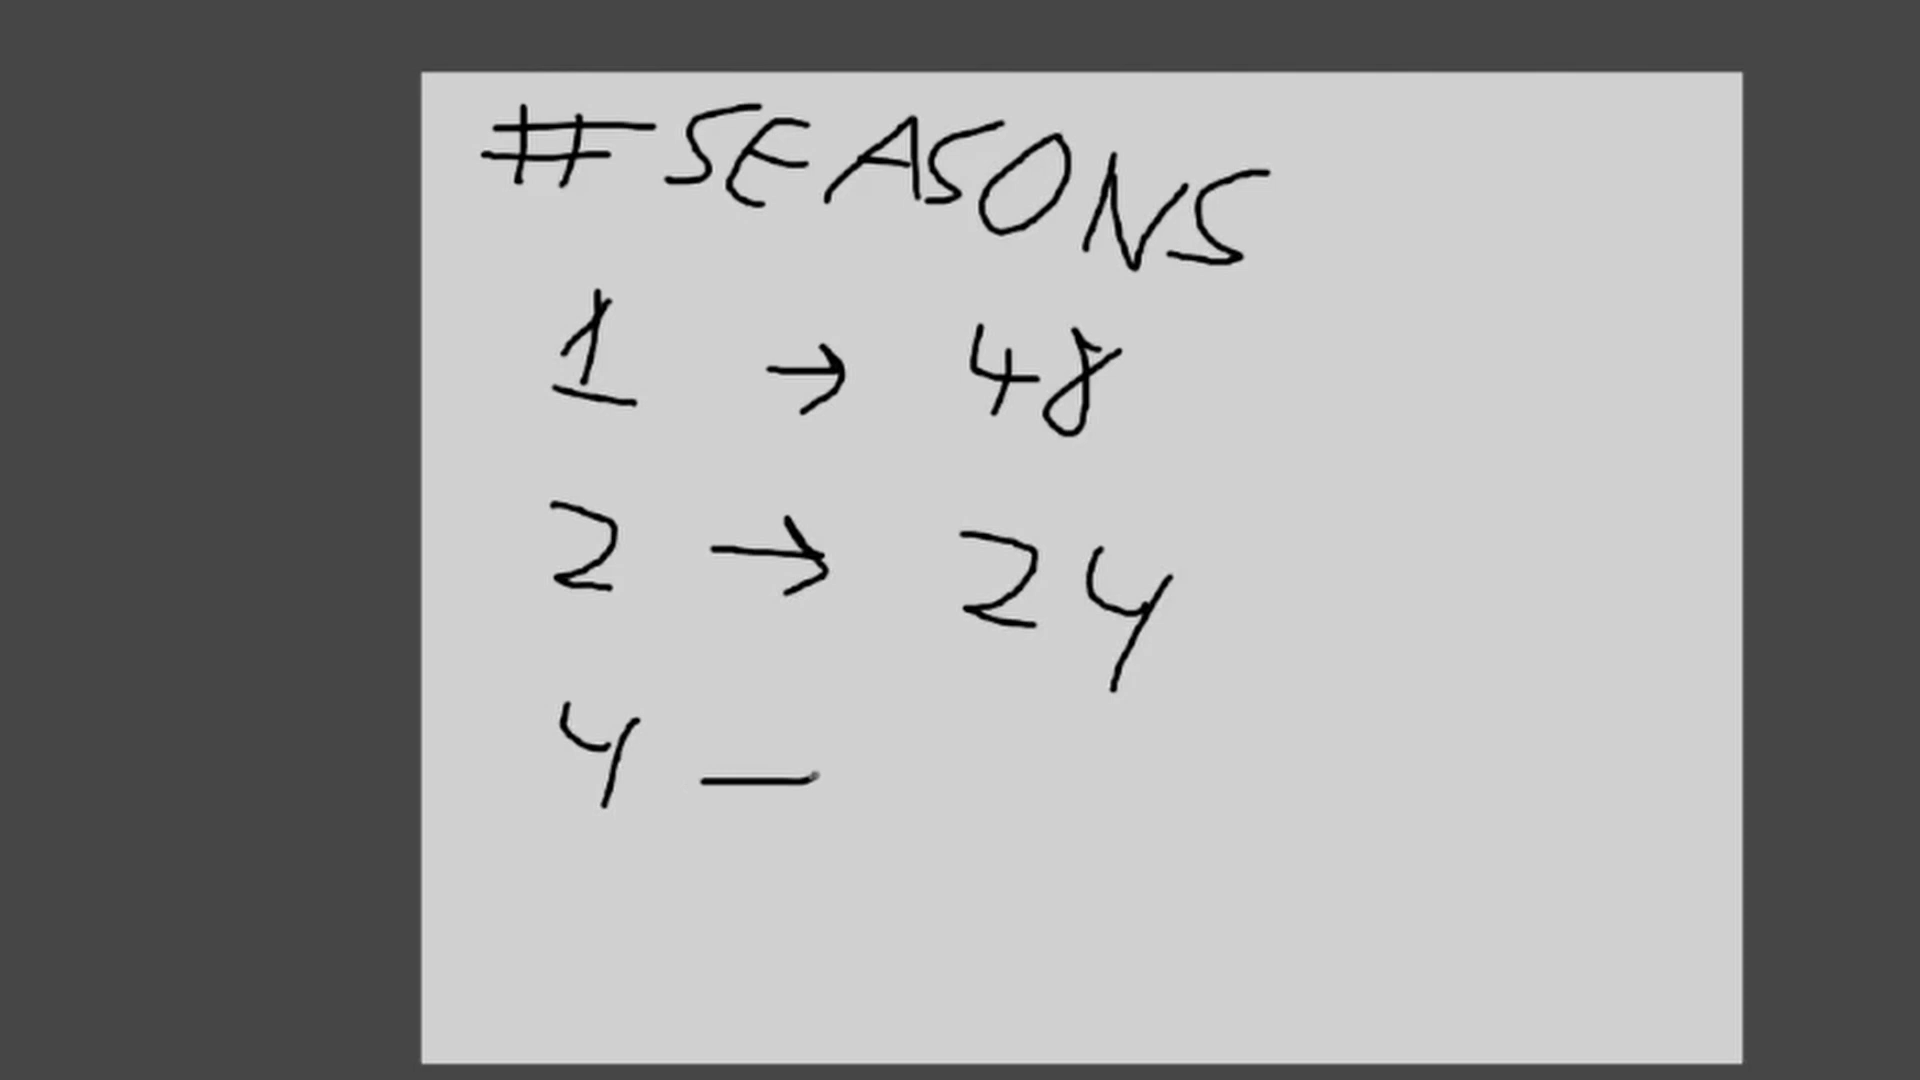 #SEASONS
1 → 48
2 → 24
4 —